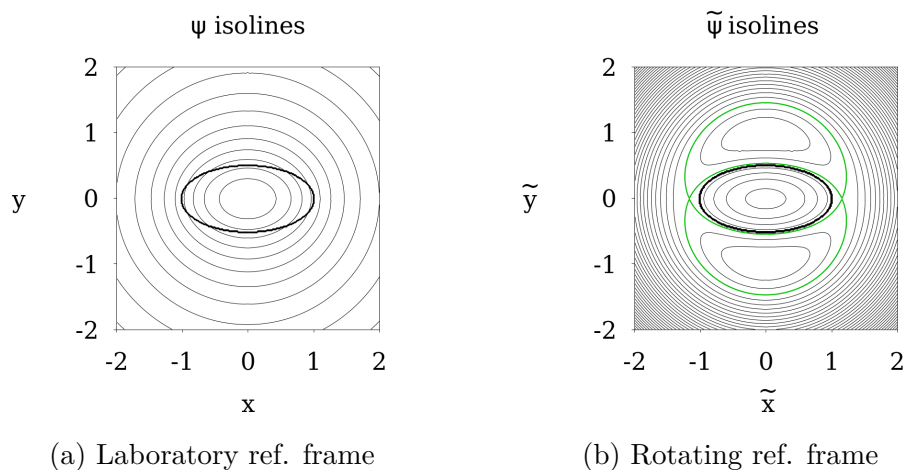 ψ isolines
2
1
0
-1
-2
y
-2 -1 0 1 2
x
(a) Laboratory ref. frame
ψ̃ isolines
2
1
0
-1
-2
ỹ
-2 -1 0 1 2
x̃
(b) Rotating ref. frame